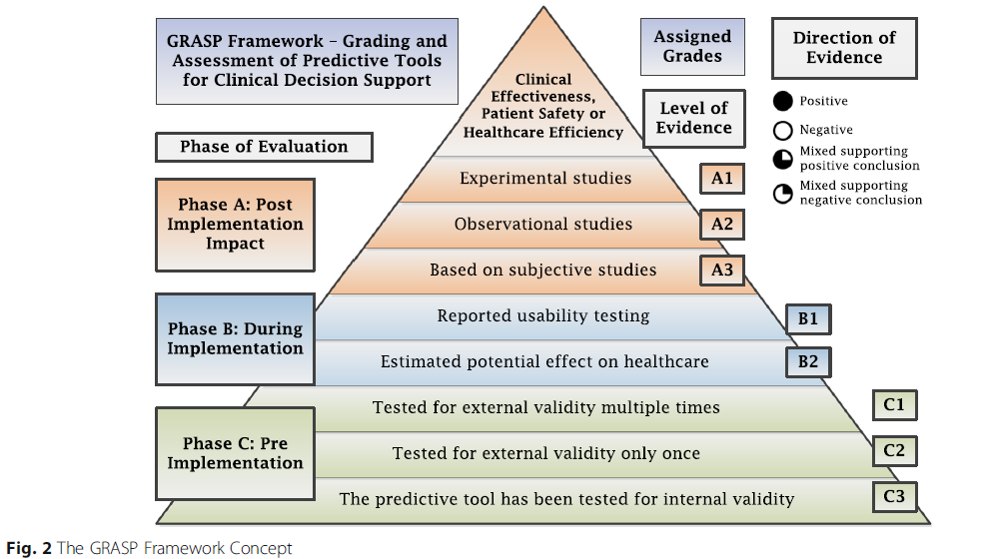 GRASP Framework – Grading and
Assessment of Predictive Tools
for Clinical Decision Support
Assigned
Grades
Direction of
Evidence
Clinical
Effectiveness,
Patient Safety or
Healthcare Efficiency
Level of
Evidence
Positive
Negative
Mixed supporting
positive conclusion
Mixed supporting
negative conclusion
Phase of Evaluation
Phase A: Post
Implementation
Impact
Experimental studies
A1
Observational studies
A2
Based on subjective studies
A3
Phase B: During
Implementation
Reported usability testing
B1
Estimated potential effect on healthcare
B2
Phase C: Pre
Implementation
Tested for external validity multiple times
C1
Tested for external validity only once
C2
The predictive tool has been tested for internal validity
C3
Fig. 2 The GRASP Framework Concept